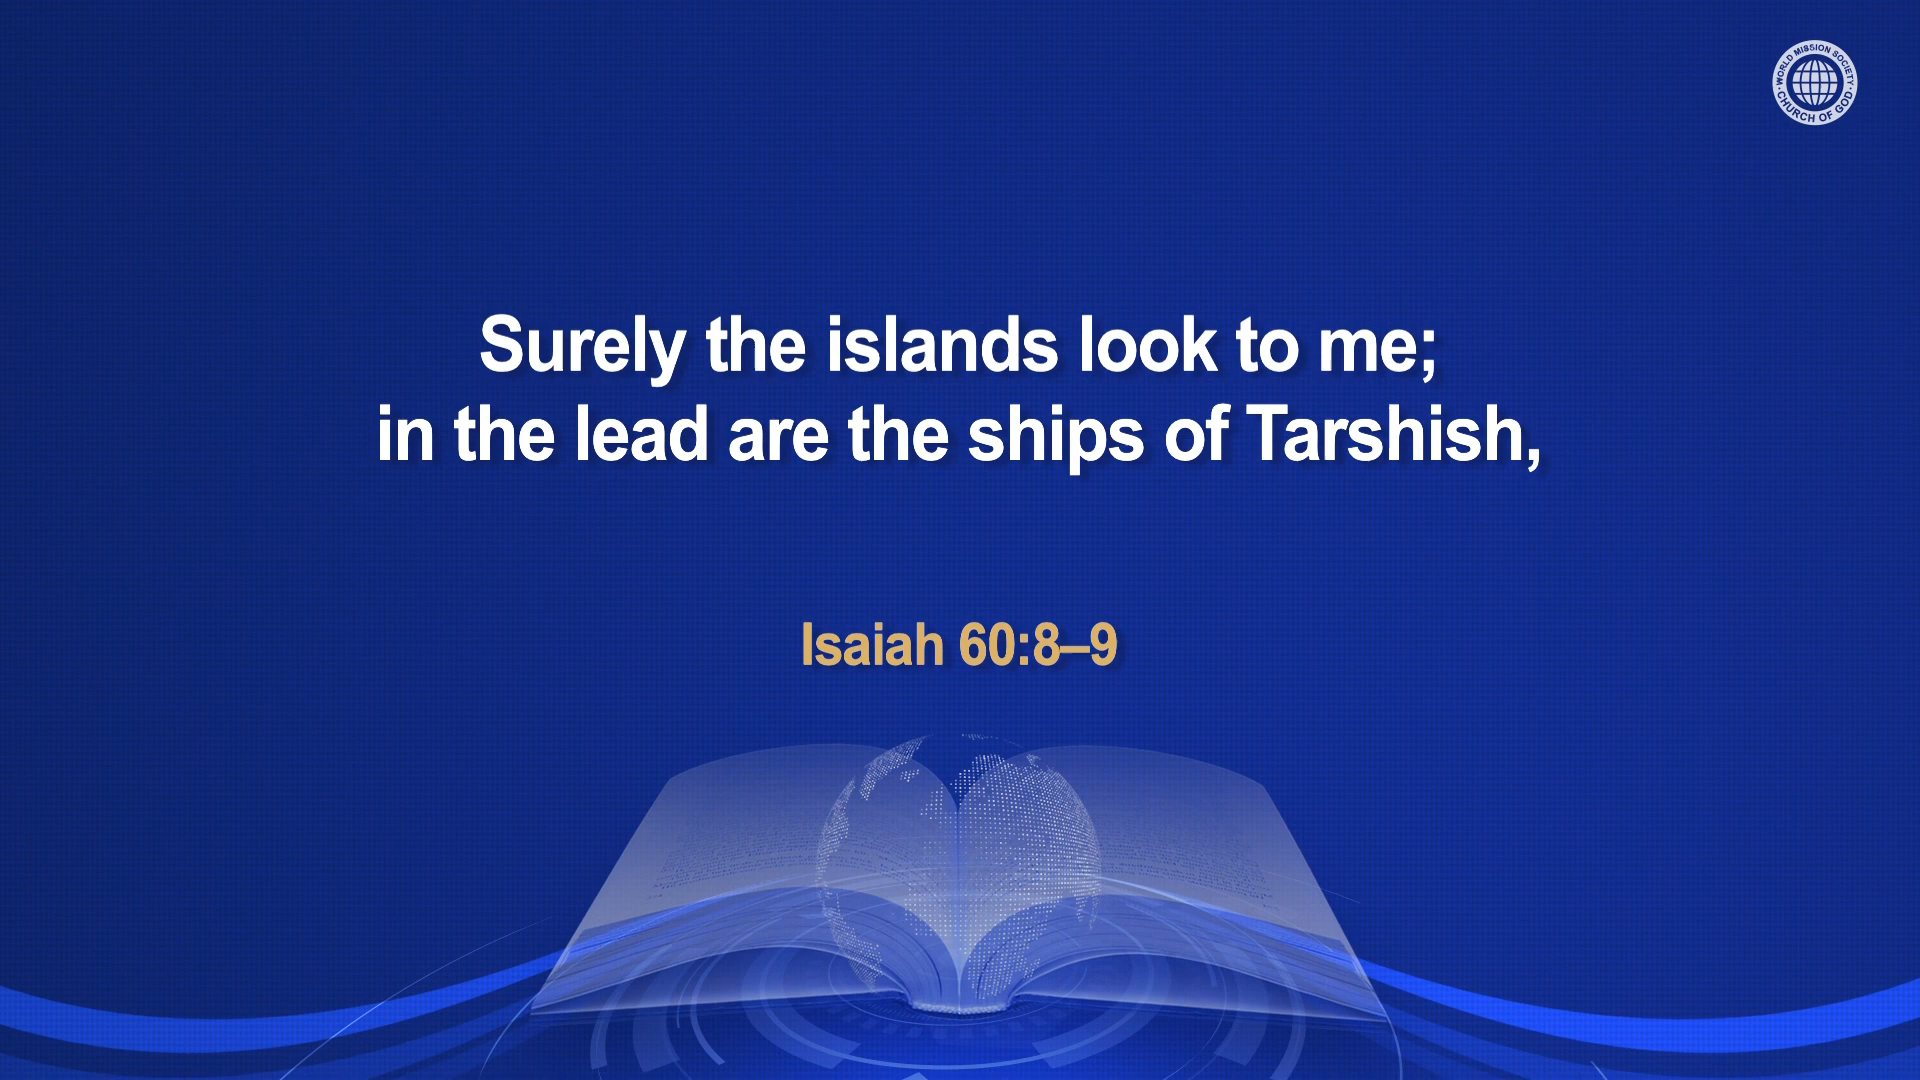 WORLD MISSION SOCIETY
CHURCH OF GOD
Surely the islands look to me;
in the lead are the ships of Tarshish,
Isaiah 60:8–9